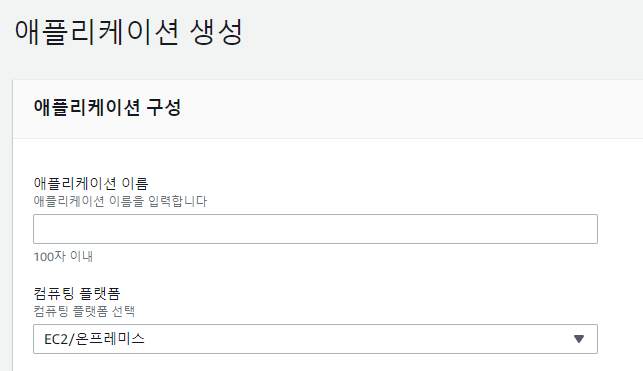 애플리케이션 생성
애플리케이션 구성
애플리케이션 이름
애플리케이션 이름을 입력합니다
100자 이내
컴퓨팅 플랫폼
컴퓨팅 플랫폼 선택
EC2/온프레미스